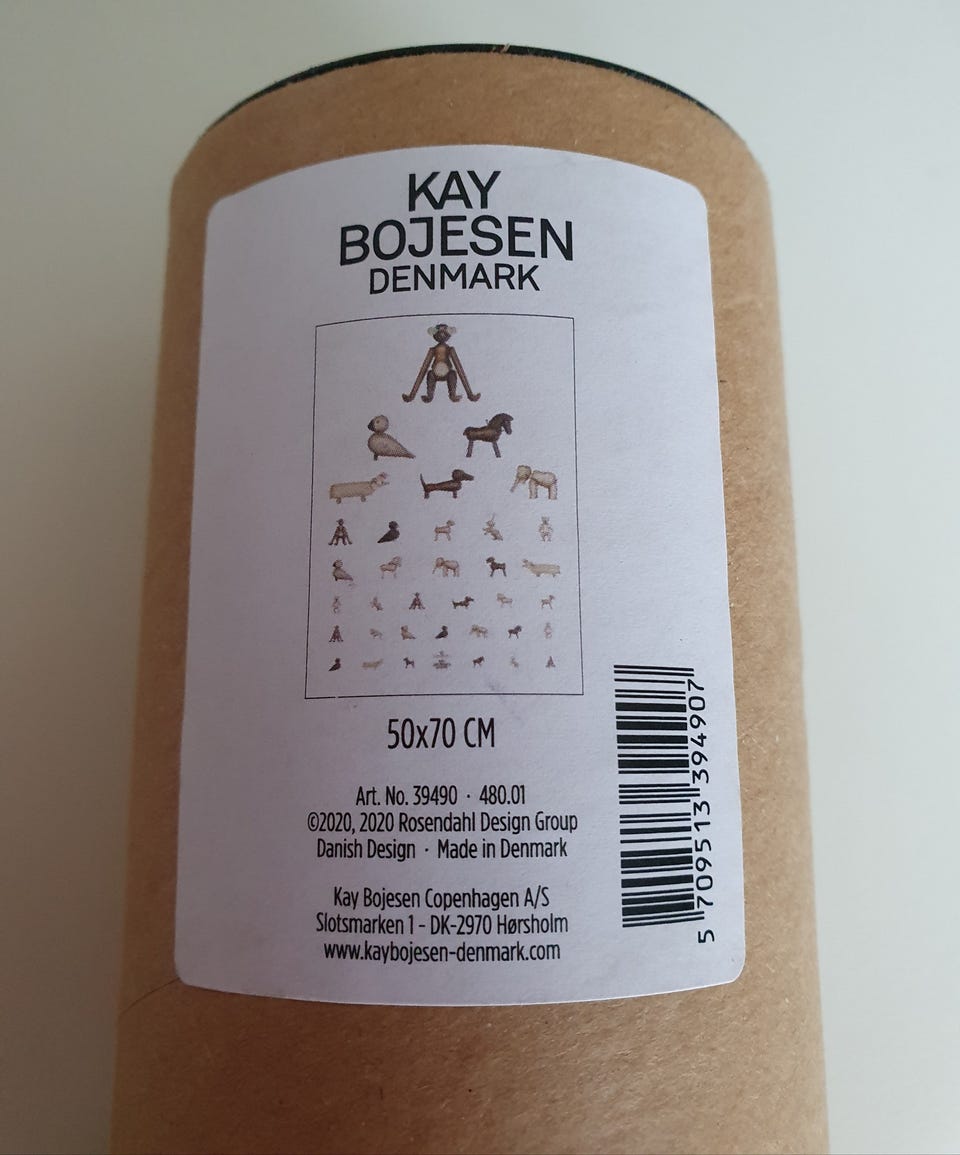 KAY
BOJESEN
DENMARK
50x70 CM
Art. No. 39490 · 480.01
©2020, 2020 Rosendahl Design Group
Danish Design · Made in Denmark
Kay Bojesen Copenhagen A/S
Slotsmarken 1 - DK-2970 Hørsholm
www.kaybojesen-denmark.com
5 709513 394907